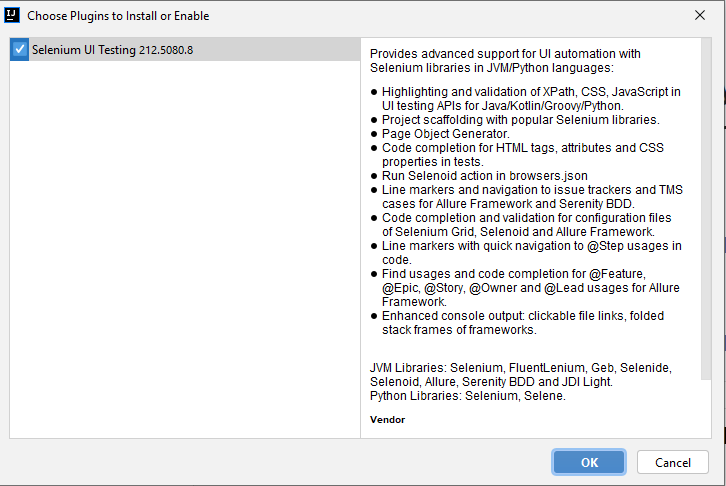 IJ
Choose Plugins to Install or Enable
Selenium UI Testing 212.5080.8
Provides advanced support for UI automation with
Selenium libraries in JVM/Python languages:
● Highlighting and validation of XPath, CSS, JavaScript in
UI testing APIs for Java/Kotlin/Groovy/Python.
● Project scaffolding with popular Selenium libraries.
● Page Object Generator.
● Code completion for HTML tags, attributes and CSS
properties in tests.
● Run Selenoid action in browsers.json
● Line markers and navigation to issue trackers and TMS
cases for Allure Framework and Serenity BDD.
● Code completion and validation for configuration files
of Selenium Grid, Selenoid and Allure Framework.
● Line markers with quick navigation to @Step usages in
code.
● Find usages and code completion for @Feature,
@Epic, @Story, @Owner and @Lead usages for Allure
Framework.
● Enhanced console output: clickable file links, folded
stack frames of frameworks.
JVM Libraries: Selenium, FluentLenium, Geb, Selenide,
Selenoid, Allure, Serenity BDD and JDI Light.
Python Libraries: Selenium, Selene.
Vendor
OK
Cancel